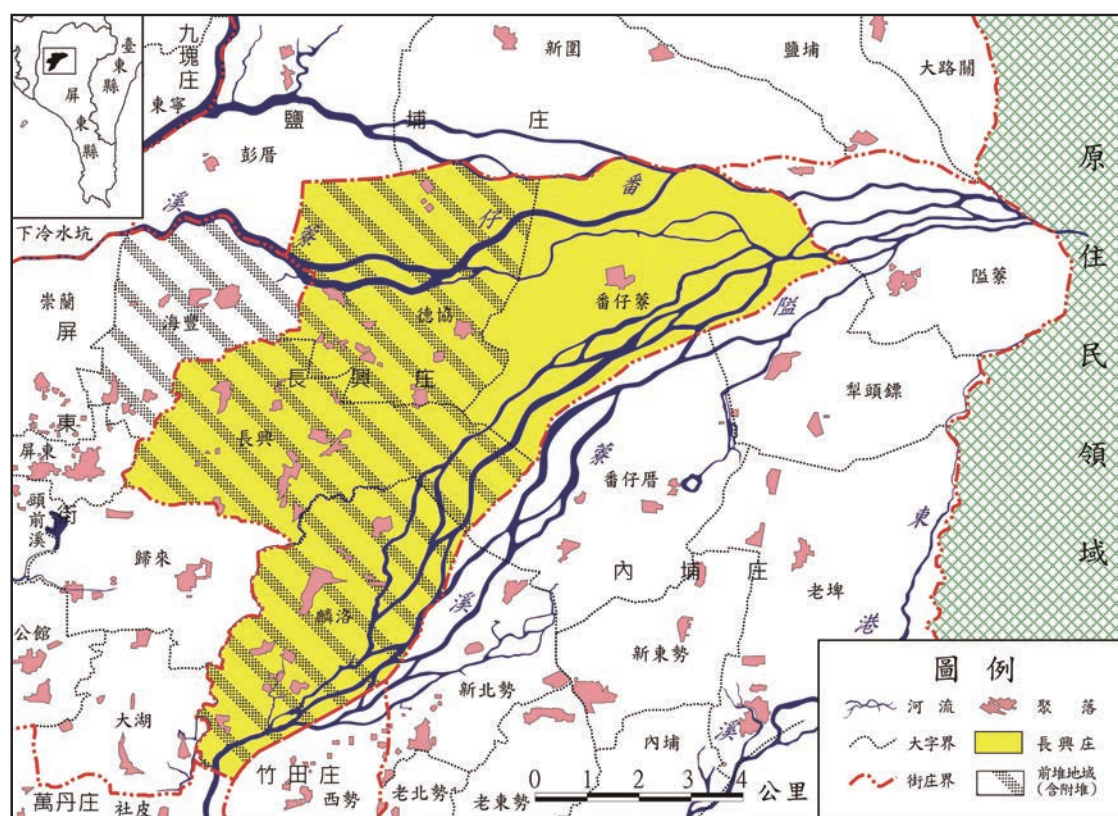 臺東縣
屏東縣
九塊庄
東寧
新圍
鹽埔
大路關
鹽埔庄
彭厝
番仔寮溪
下冷水坑
崇蘭
海豐
德協
番仔藔
隘藔
原住民領域
屏東街
長興庄
長興
屏東
頭前溪
歸來
隘藔溪
犁頭鏢
番仔厝
內埔庄
老埤
東港溪
麟洛
公館
大湖
新北勢
新東勢
內埔
竹田庄
西勢
萬丹庄
社皮
老北勢
老東勢
0 1 2 3 4 公里
圖例
河流
聚落
大字界
長興庄
街庄界
前堆地域
(含附堆)